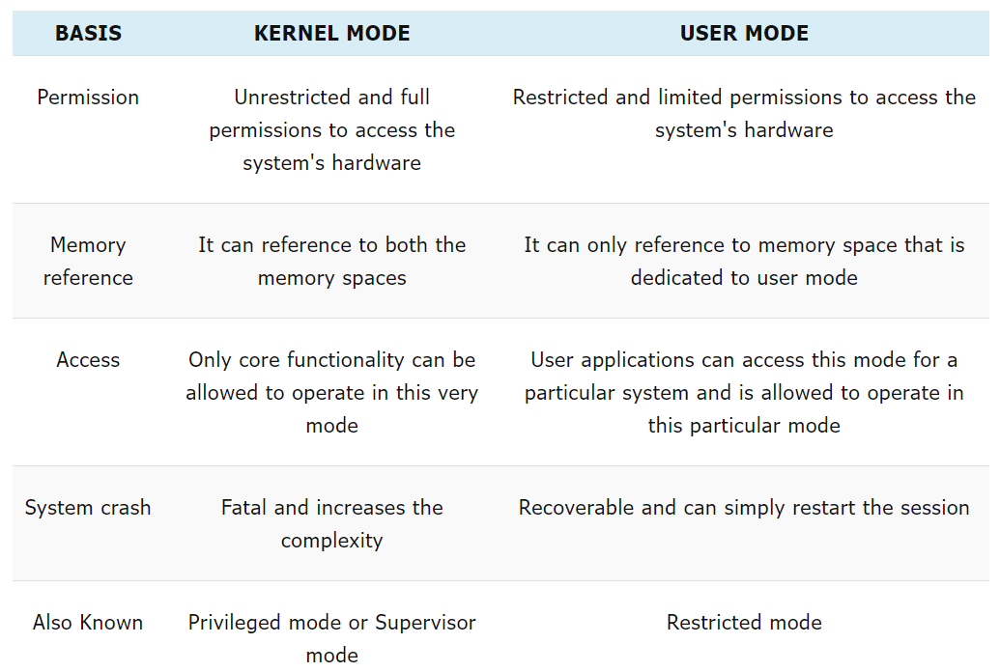 BASIS KERNEL MODE USER MODE
Permission Unrestricted and full Restricted and limited permissions to access the
permissions to access the system's hardware
system's hardware
Memory It can reference to both the It can only reference to memory space that is
reference memory spaces dedicated to user mode
Access Only core functionality can be User applications can access this mode for a
allowed to operate in this very particular system and is allowed to operate in
mode this particular mode
System crash Fatal and increases the Recoverable and can simply restart the session
complexity
Also Known Privileged mode or Supervisor Restricted mode
mode